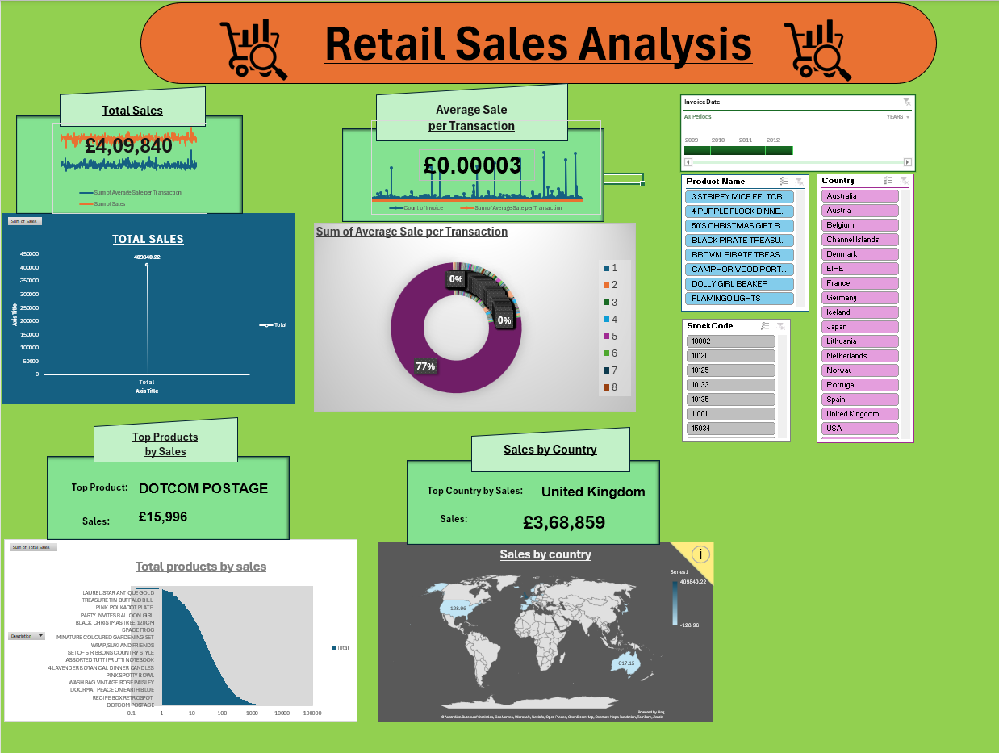 Retail Sales Analysis
Total Sales
£4,09,840
Sum of Average Sale per Transaction
Sum of Sales
Average Sale
per Transaction
£0.00003
Count of Invoice
Sum of Average Sale per Transaction
InvoiceDate
All Periods
YEARS
2009 2010 2011 2012
Product Name
3 STRIPEY MICE FELTCR...
4 PURPLE FLOCK DINNE...
50'S CHRISTMAS GIFT B...
BLACK PIRATE TREASU...
BROWN PIRATE TREAS...
CAMPHOR WOOD PORT...
DOLLY GIRL BEAKER
FLAMINGO LIGHTS
Country
Australia
Austria
Belgium
Channel Islands
Denmark
EIRE
France
Germany
Iceland
Japan
Lithuania
Netherlands
Norway
Portugal
Spain
United Kingdom
USA
StockCode
10002
10120
10125
10133
10135
11001
15034
Sum of Sales
TOTAL SALES
409840.22
450000
400000
350000
300000
250000
200000
150000
100000
50000
0
Axis Title
Total
Total
Axis Title
Sum of Average Sale per Transaction
0%
0%
77%
1
2
3
4
5
6
7
8
Top Products
by Sales
Top Product: DOTCOM POSTAGE
Sales: £15,996
Sales by Country
Top Country by Sales: United Kingdom
Sales: £3,68,859
Sum of Total Sales
Total products by sales
LAUREL STAR ANTIQUE GOLD
TREASURE TIN BUFFALO BILL
PINK POLKADOT PLATE
PARTY INVITES BALLOON GIRL
BLACK CHRISTMAS TREE 120CM
SPACE FROG
MINATURE COLOURED GARDENING SET
WRAP,SUKI AND FRIENDS
SET OF 6 RIBBONS COUNTRY STYLE
ASSORTED TUTTI FRUTTI NOTEBOOK
4 LAVENDER BOTANICAL DINNER CANDLES
PINK SPOTTY BOWL
WASH BAG VINTAGE ROSE PAISLEY
DOORMAT PEACE ON EARTH BLUE
RECIPE BOX RETROSPOT
DOTCOM POSTAGE
Description
Total
0.1 1 10 100 1000 10000 100000
Sales by country
i
Series1
409840.22
-128.96
-128.96
617.16
Powered by Bing
© Australian Bureau of Statistics, GeoNames, Microsoft, Navinfo, Open Places, OpenStreetMap, Overture Maps Fundation, TomTom, Zenrin